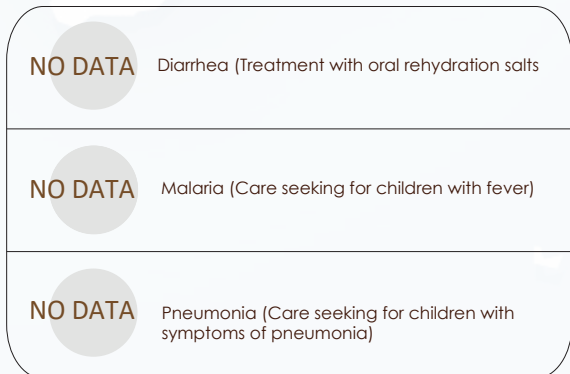 NO DATA Diarrhea (Treatment with oral rehydration salts
NO DATA Malaria (Care seeking for children with fever)
NO DATA Pneumonia (Care seeking for children with
symptoms of pneumonia)